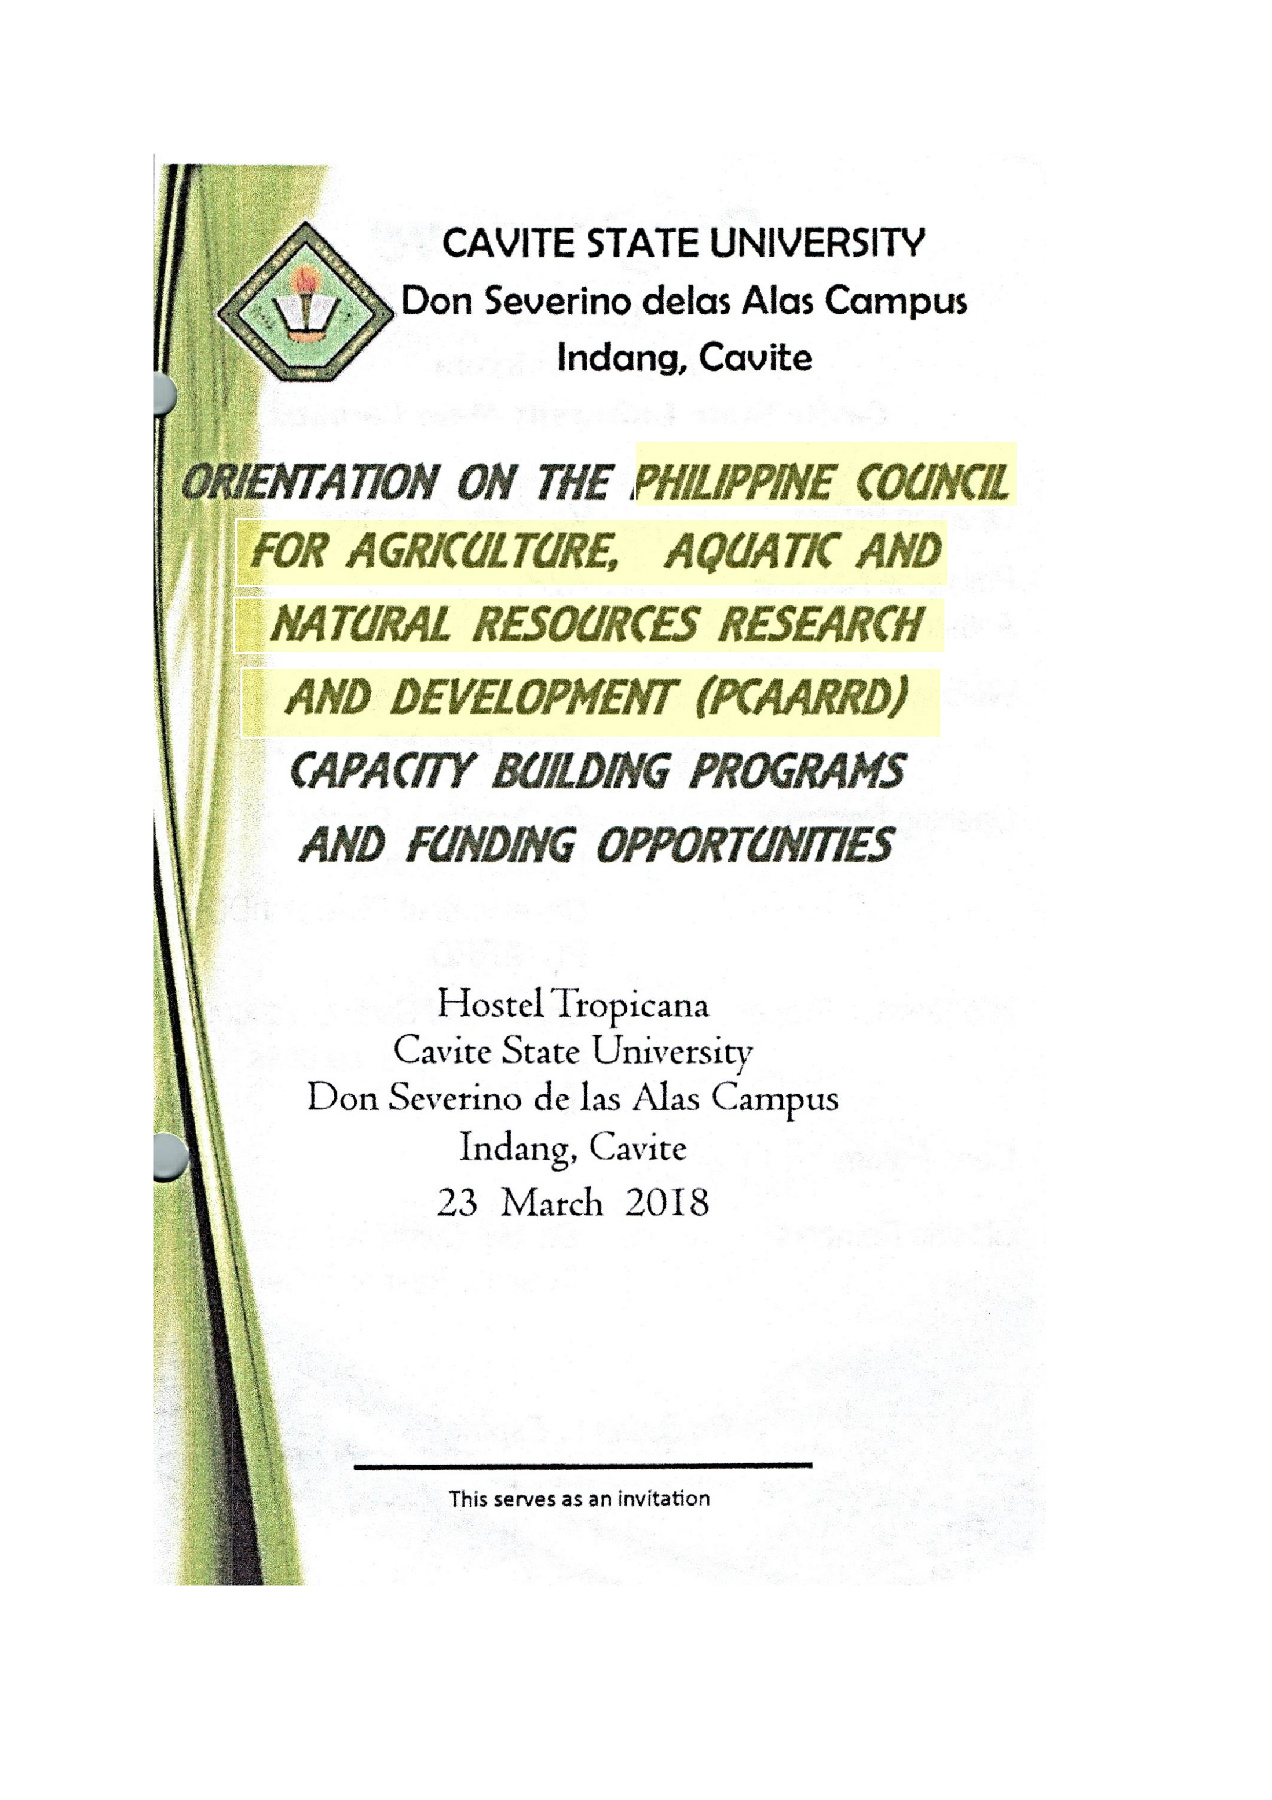 CAVITE STATE UNIVERSITY
Don Severino delas Alas Campus
Indang, Cavite
ORIENTATION ON THE PHILIPPINE COUNCIL
FOR AGRICULTURE, AQUATIC AND
NATURAL RESOURCES RESEARCH
AND DEVELOPMENT (PCAARRD)
CAPACITY BUILDING PROGRAMS
AND FUNDING OPPORTUNITIES
Hostel Tropicana
Cavite State University
Don Severino de las Alas Campus
Indang, Cavite
23 March 2018
This serves as an invitation